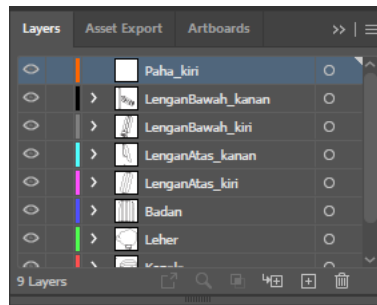 Layers Asset Export Artboards
Paha_kiri
LenganBawah_kanan
LenganBawah_kiri
LenganAtas_kanan
LenganAtas_kiri
Badan
Leher
9 Layers